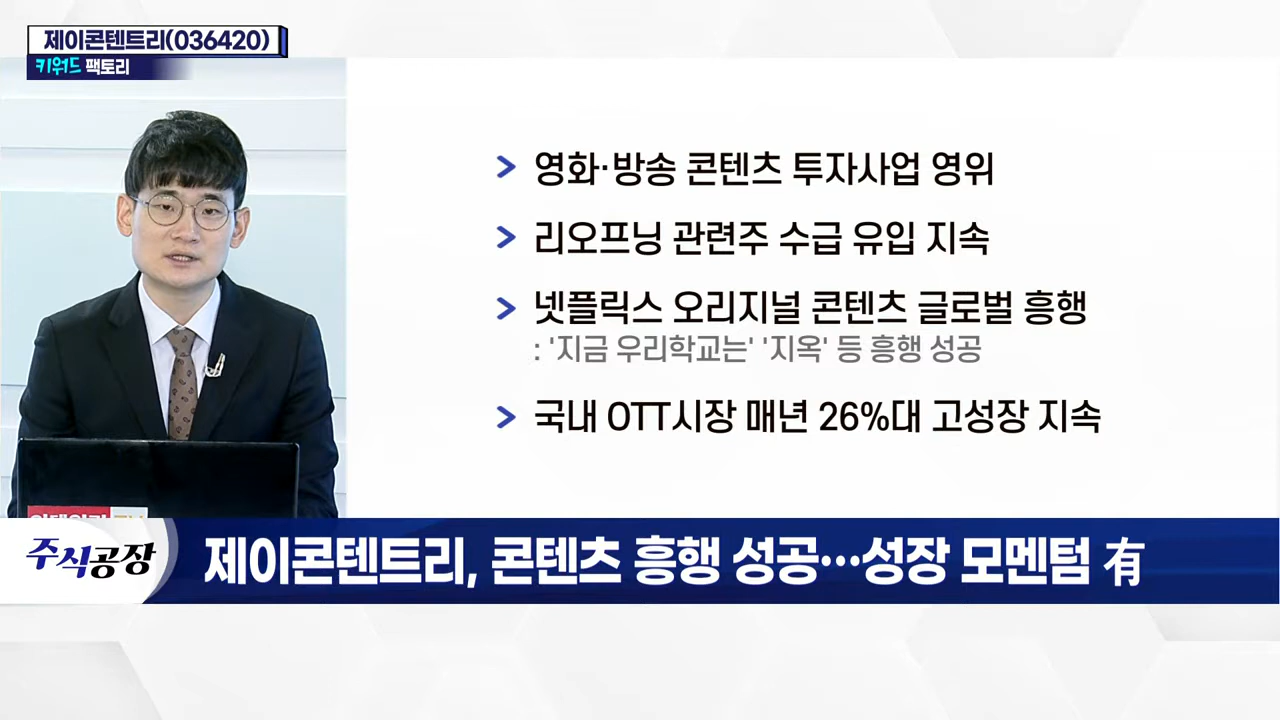 제이콘텐트리(036420)
키워드 팩토리
> 영화·방송 콘텐츠 투자사업 영위
> 리오프닝 관련주 수급 유입 지속
> 넷플릭스 오리지널 콘텐츠 글로벌 흥행
: '지금 우리학교는' '지옥' 등 흥행 성공
> 국내 OTT시장 매년 26%대 고성장 지속
주식공장
제이콘텐트리, 콘텐츠 흥행 성공…성장 모멘텀 有